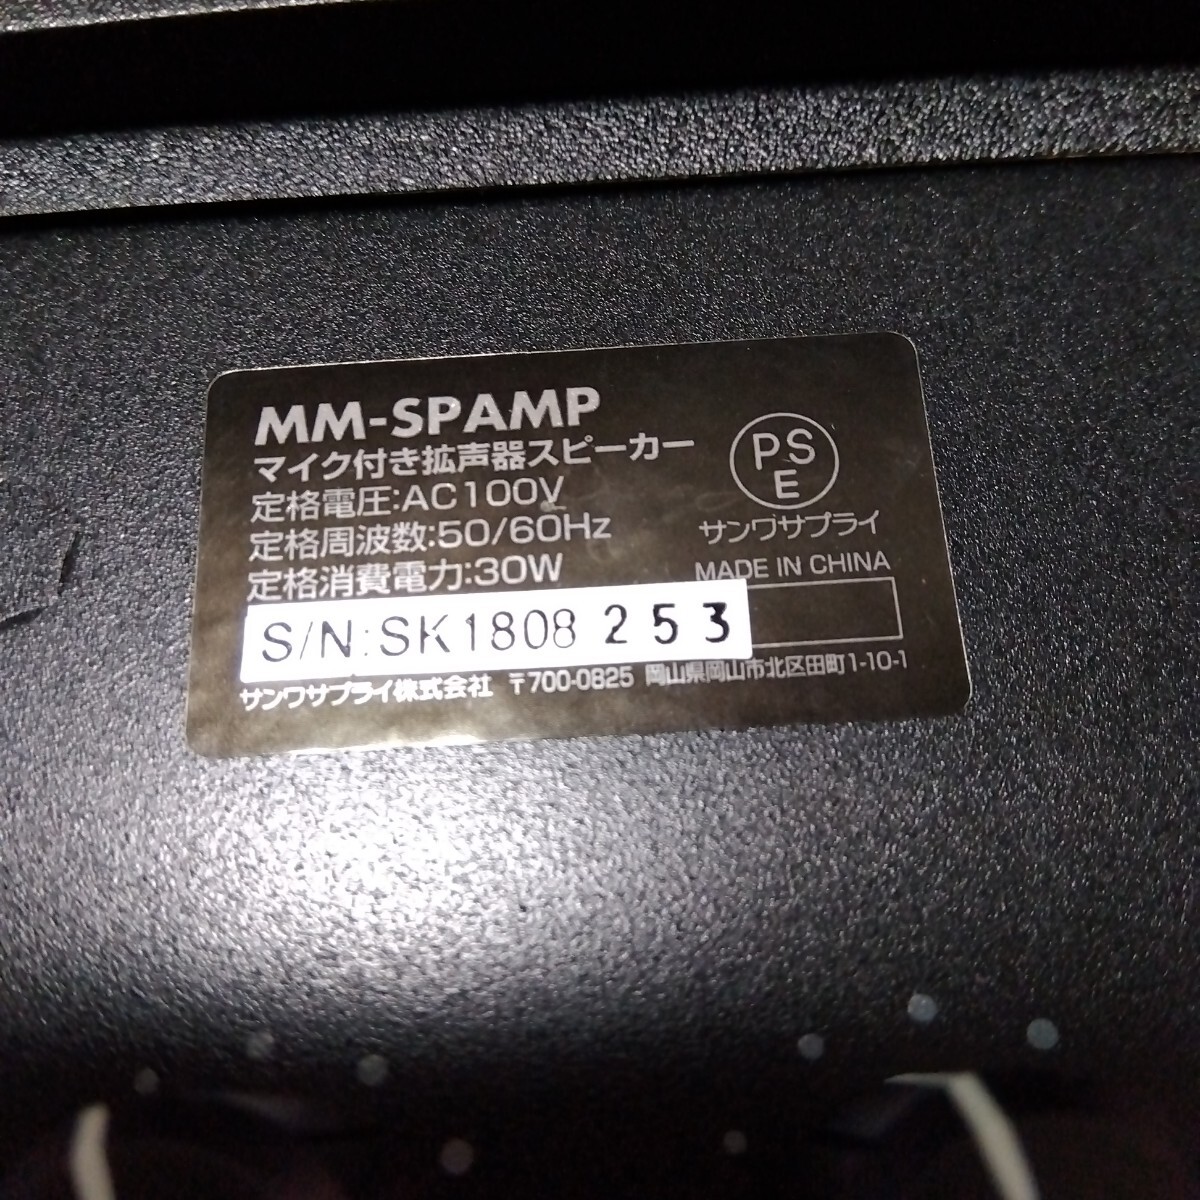 MM-SPAMP
マイク付き拡声器スピーカー
定格電圧:AC100V
定格周波数:50/60Hz
定格消費電力:30W
PS
E
サンワサプライ
MADE IN CHINA
S/N:SK1808 253
サンワサプライ株式会社 〒700-0825 岡山県岡山市北区田町1-10-1